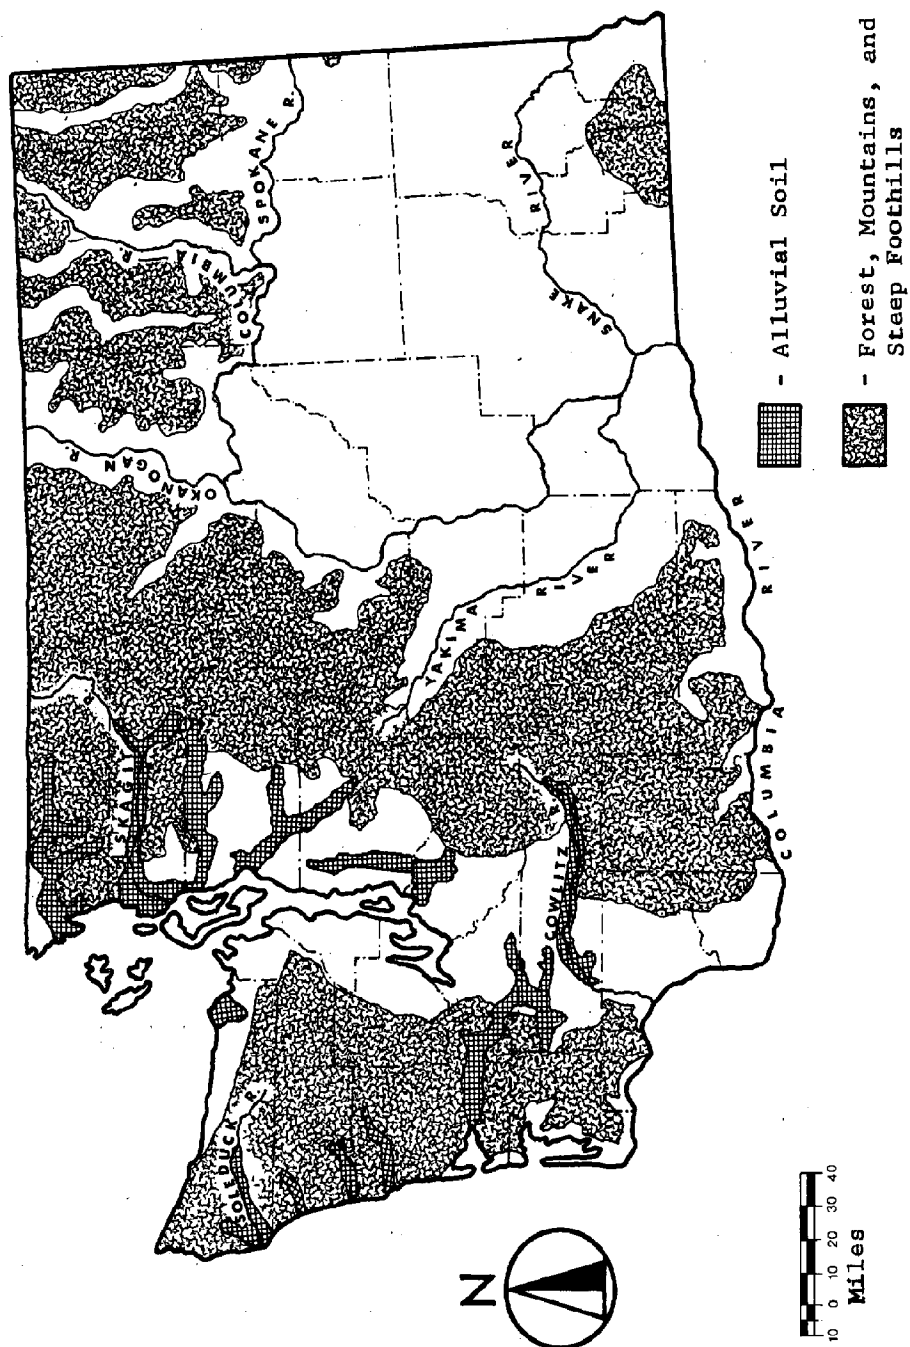 SKAGIT R.
OKANOGAN R.
COLUMBIA R.
SPOKANE R.
SOLEDUCK R.
YAKIMA RIVER
SNAKE RIVER
COWLITZ R.
COLUMBIA RIVER
N
10 0 10 20 30 40
Miles
- Alluvial Soil
- Forest, Mountains, and
Steep Foothills